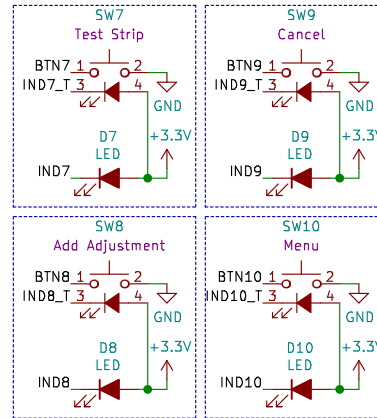 SW7
Test Strip
BTN7 1 2
IND7_T 3 4
GND
D7
LED
+3.3V
IND7
SW9
Cancel
BTN9 1 2
IND9_T 3 4
GND
D9
LED
+3.3V
IND9
SW8
Add Adjustment
BTN8 1 2
IND8_T 3 4
GND
D8
LED
+3.3V
IND8
SW10
Menu
BTN10 1 2
IND10_T 3 4
GND
D10
LED
+3.3V
IND10